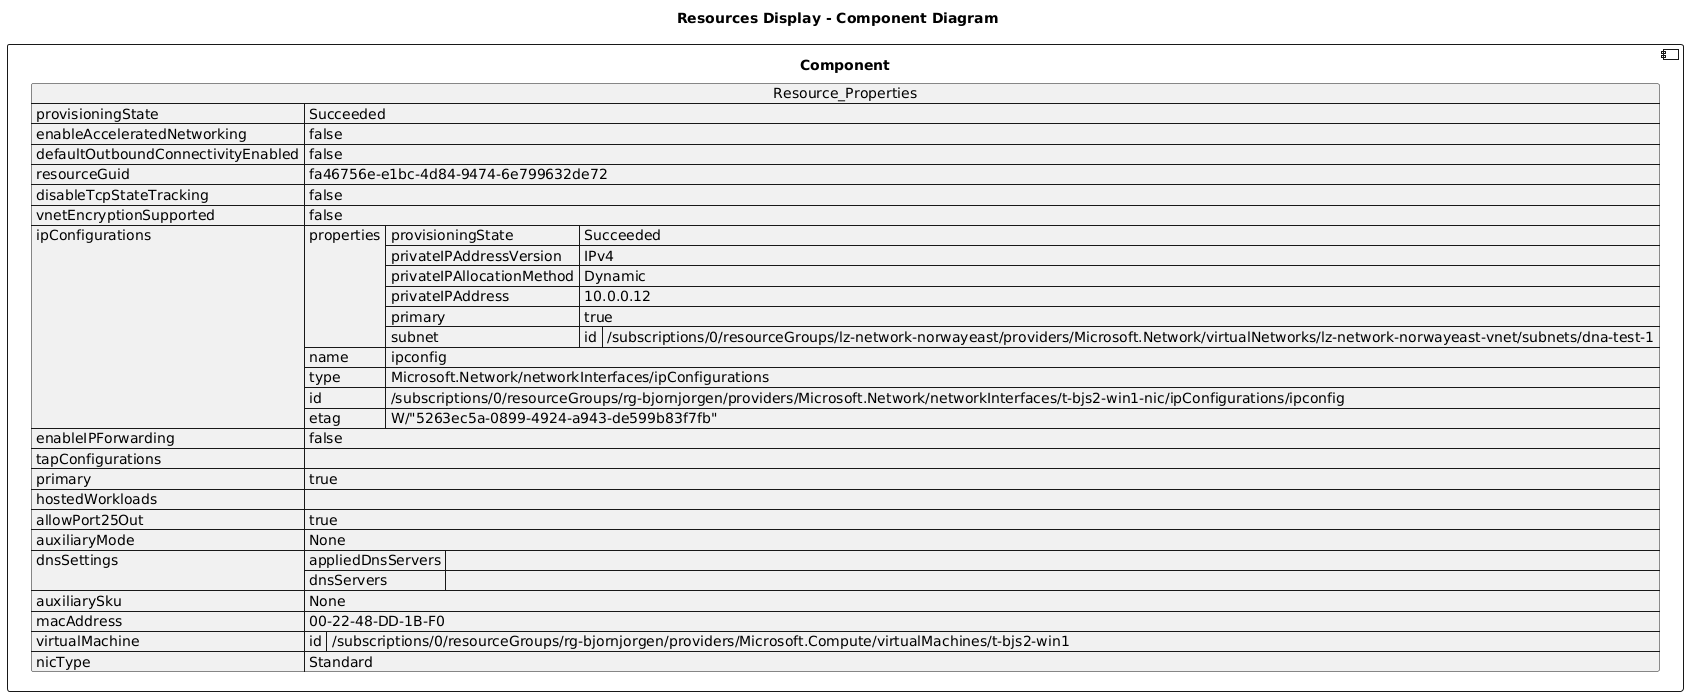 Resources Display - Component Diagram
Component
Resource_Properties
provisioningState Succeeded
enableAcceleratedNetworking false
defaultOutboundConnectivityEnabled false
resourceGuid fa46756e-e1bc-4d84-9474-6e799632de72
disableTcpStateTracking false
vnetEncryptionSupported false
ipConfigurations properties provisioningState Succeeded
privateIPAddressVersion IPv4
privateIPAllocationMethod Dynamic
privateIPAddress 10.0.0.12
primary true
subnet id /subscriptions/0/resourceGroups/lz-network-norwayeast/providers/Microsoft.Network/virtualNetworks/lz-network-norwayeast-vnet/subnets/dna-test-1
name ipconfig
type Microsoft.Network/networkInterfaces/ipConfigurations
id /subscriptions/0/resourceGroups/rg-bjornjorgen/providers/Microsoft.Network/networkInterfaces/t-bjs2-win1-nic/ipConfigurations/ipconfig
etag W/"5263ec5a-0899-4924-a943-de599b83f7fb"
enableIPForwarding false
tapConfigurations
primary true
hostedWorkloads
allowPort25Out true
auxiliaryMode None
dnsSettings appliedDnsServers
dnsServers
auxiliarySku None
macAddress 00-22-48-DD-1B-F0
virtualMachine id /subscriptions/0/resourceGroups/rg-bjornjorgen/providers/Microsoft.Compute/virtualMachines/t-bjs2-win1
nicType Standard